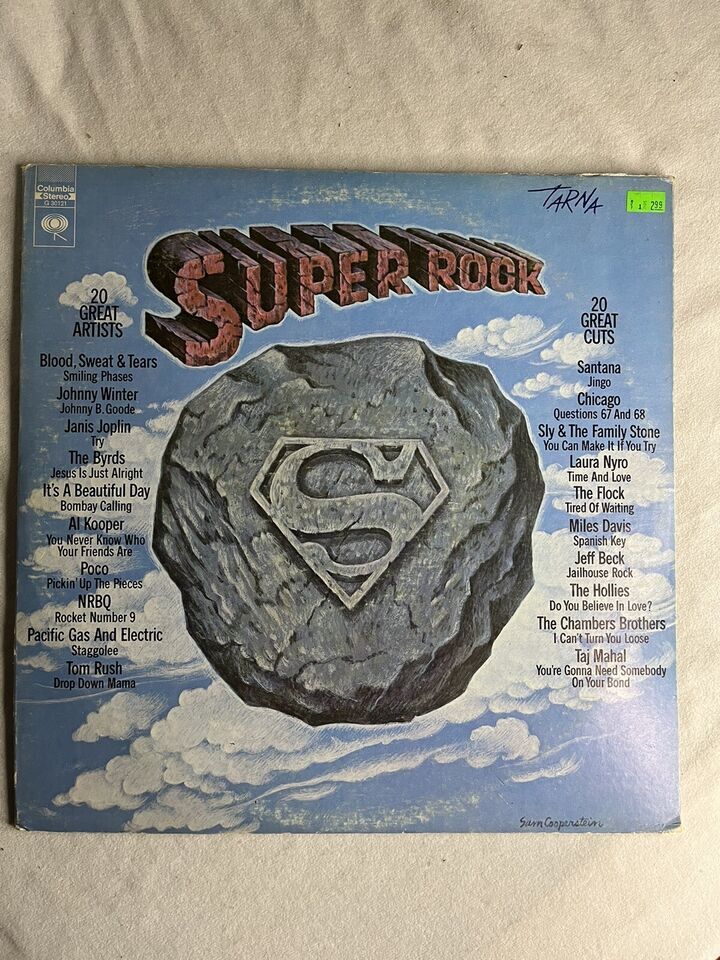 Columbia
Stereo
G 30121
TARNA
2.99
SUPER ROCK
20
GREAT
ARTISTS
Blood, Sweat & Tears
Smiling Phases
Johnny Winter
Johnny B. Goode
Janis Joplin
Try
The Byrds
Jesus Is Just Alright
It's A Beautiful Day
Bombay Calling
Al Kooper
You Never Know Who
Your Friends Are
Poco
Pickin' Up The Pieces
NRBQ
Rocket Number 9
Pacific Gas And Electric
Staggolee
Tom Rush
Drop Down Mama
S
20
GREAT
CUTS
Santana
Jingo
Chicago
Questions 67 And 68
Sly & The Family Stone
You Can Make It If You Try
Laura Nyro
Time And Love
The Flock
Tired Of Waiting
Miles Davis
Spanish Key
Jeff Beck
Jailhouse Rock
The Hollies
Do You Believe In Love?
The Chambers Brothers
I Can't Turn You Loose
Taj Mahal
You're Gonna Need Somebody
On Your Bond
Sam Cooperstein